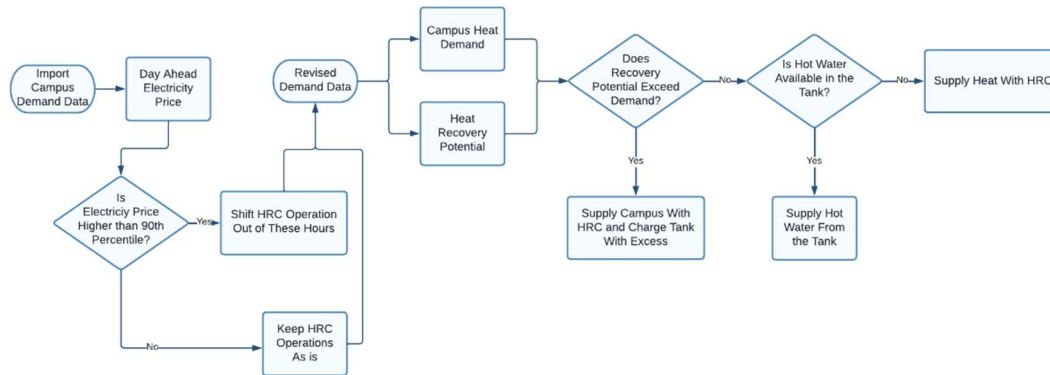 Import
Campus
Demand Data
Day Ahead
Electricity
Price
Is
Electriciy Price
Higher than 90th
Percentile?
Yes
Shift HRC Operation
Out of These Hours
No
Keep HRC
Operations
As is
Revised
Demand Data
Campus Heat
Demand
Heat
Recovery
Potential
Does
Recovery
Potential Exceed
Demand?
Yes
Supply Campus With
HRC and Charge Tank
With Excess
No
Is Hot Water
Available in the
Tank?
Yes
Supply Hot
Water From
the Tank
No
Supply Heat With HRC